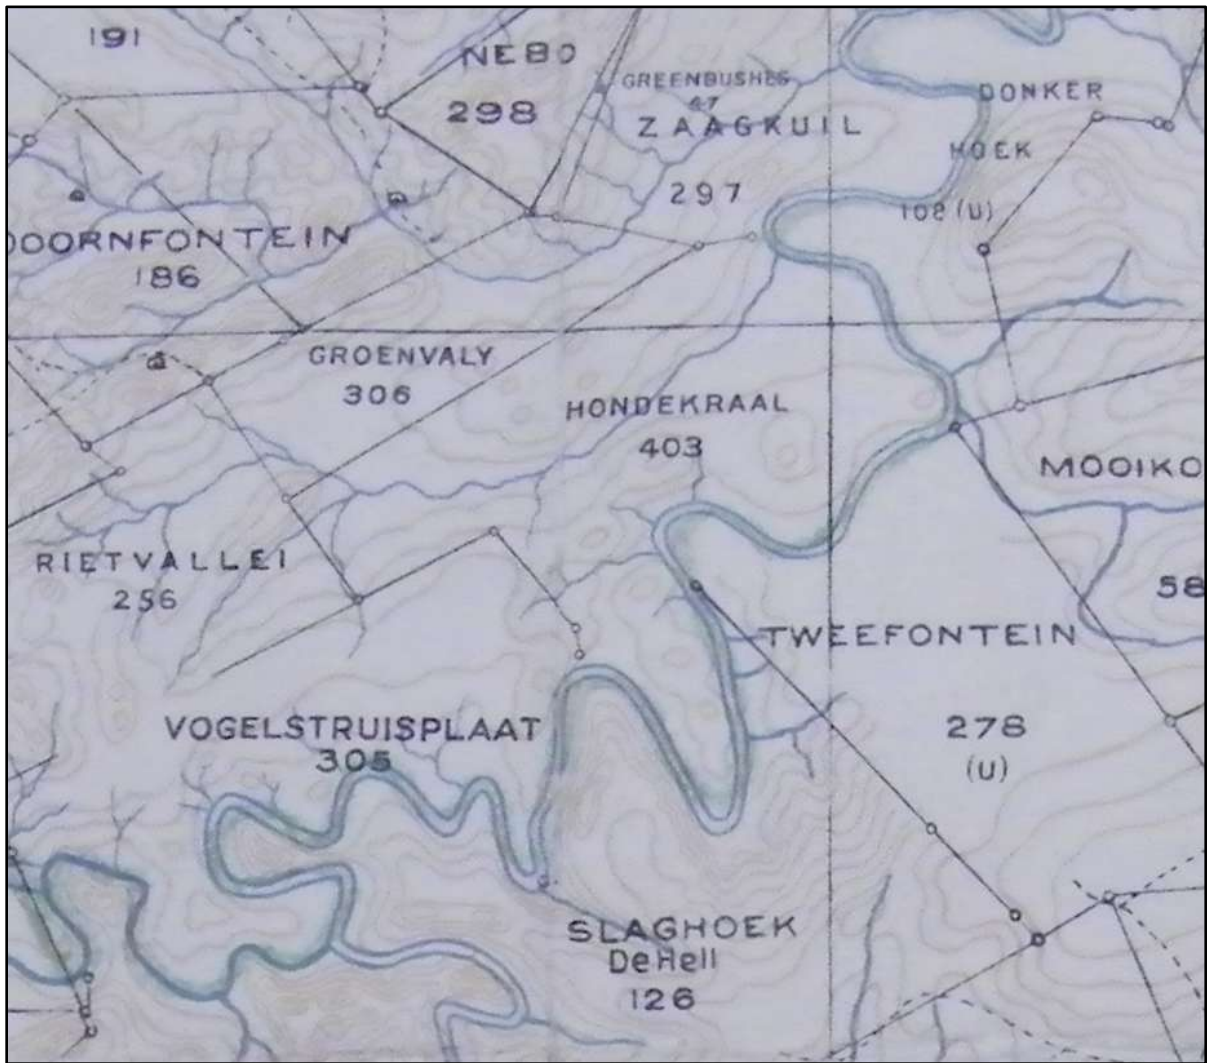 191
NEBO
298
GREENBUSHES
47
ZAAGKUIL
297
DONKER
HOEK
108 (U)
DOORNFONTEIN
186
GROENVALY
306
HONDEKRAAL
403
MOOIKO
58
RIETVALLEI
256
TWEEFONTEIN
278
(U)
VOGELSTRUISPLAAT
305
SLAGHOEK
De Hell
126